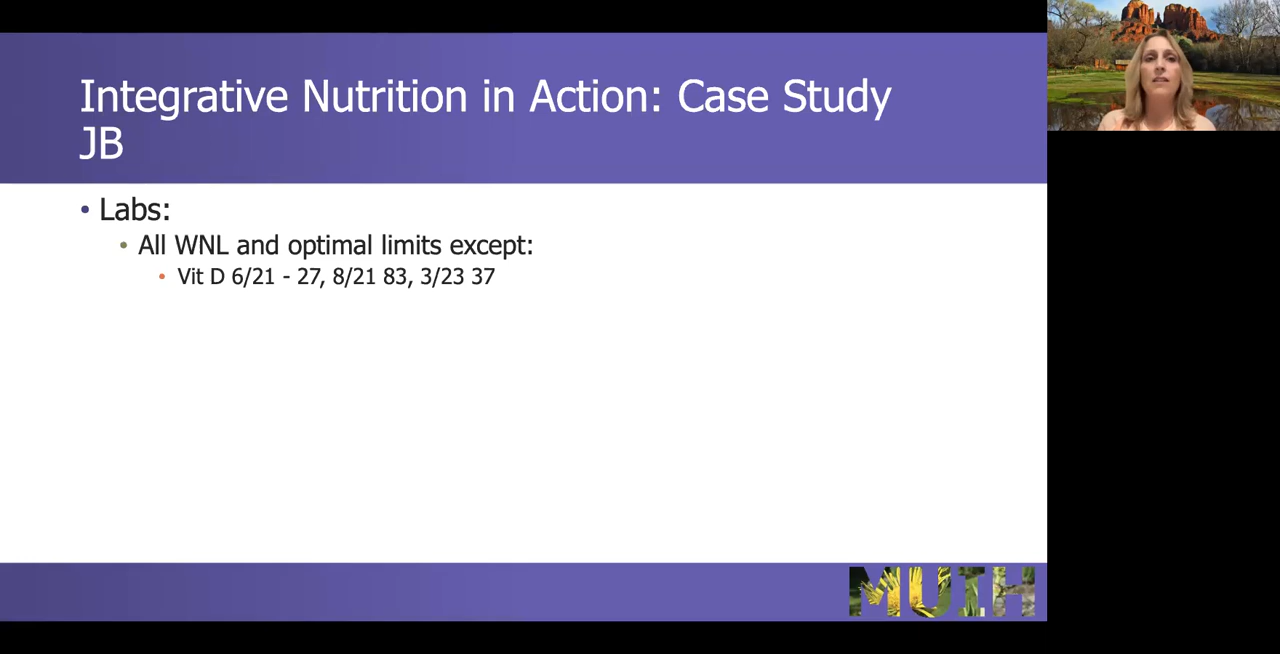 Integrative Nutrition in Action: Case Study
JB
• Labs:
• All WNL and optimal limits except:
• Vit D 6/21 - 27, 8/21 83, 3/23 37
MUIH